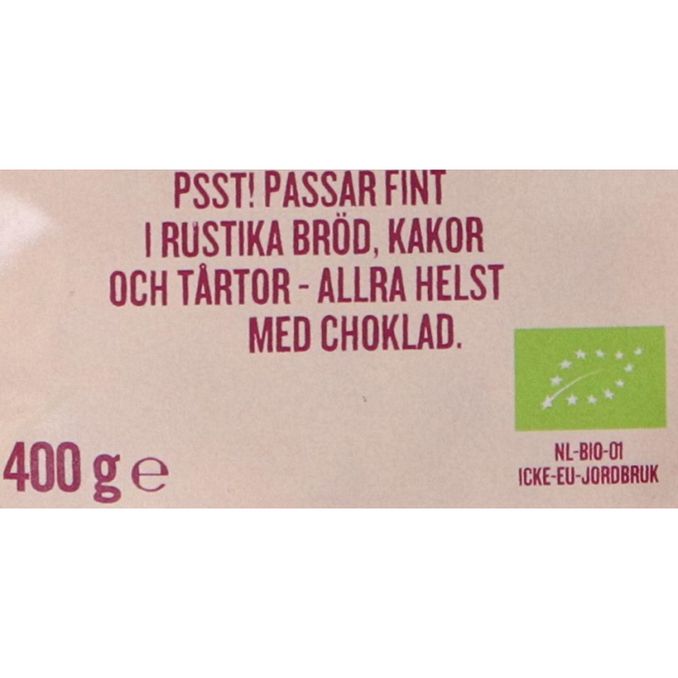 PSST! PASSAR FINT
I RUSTIKA BRÖD, KAKOR
OCH TÅRTOR - ALLRA HELST
MED CHOKLAD.
400 g ℮
NL-BIO-01
ICKE-EU-JORDBRUK